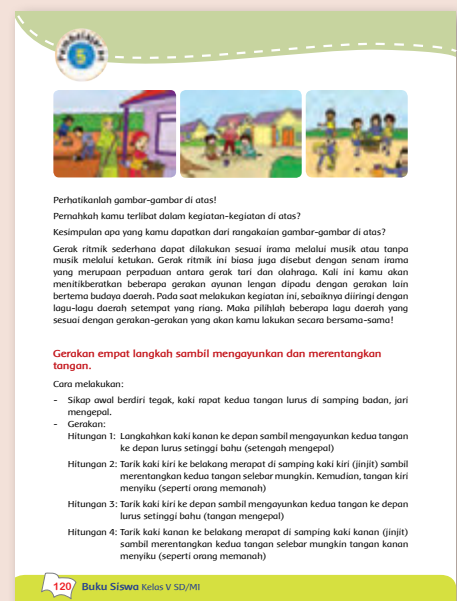 Pembelajaran
5
Perhatikanlah gambar-gambar di atas!
Pernahkah kamu terlibat dalam kegiatan-kegiatan di atas?
Kesimpulan apa yang kamu dapatkan dari rangakaian gambar-gambar di atas?
Gerak ritmik sederhana dapat dilakukan sesuai irama melalui musik atau tanpa
musik melalui ketukan. Gerak ritmik ini biasa juga disebut dengan senam irama
yang merupaan perpaduan antara gerak tari dan olahraga. Kali ini kamu akan
menitikberatkan beberapa gerakan ayunan lengan dipadu dengan gerakan lain
bertema budaya daerah. Pada saat melakukan kegiatan ini, sebaiknya diiringi dengan
lagu-lagu daerah setempat yang riang. Maka pilihlah beberapa lagu daerah yang
sesuai dengan gerakan-gerakan yang akan kamu lakukan secara bersama-sama!
Gerakan empat langkah sambil mengayunkan dan merentangkan
tangan.
Cara melakukan:
- Sikap awal berdiri tegak, kaki rapat kedua tangan lurus di samping badan, jari
mengepal.
- Gerakan:
Hitungan 1: Langkahkan kaki kanan ke depan sambil mengayunkan kedua tangan
ke depan lurus setinggi bahu (setengah mengepal)
Hitungan 2: Tarik kaki kiri ke belakang merapat di samping kaki kiri (jinjit) sambil
merentangkan kedua tangan selebar mungkin. Kemudian, tangan kiri
menyiku (seperti orang memanah)
Hitungan 3: Tarik kaki kiri ke depan sambil mengayunkan kedua tangan ke depan
lurus setinggi bahu (tangan mengepal)
Hitungan 4: Tarik kaki kanan ke belakang merapat di samping kaki kanan (jinjit)
sambil merentangkan kedua tangan selebar mungkin tangan kanan
menyiku (seperti orang memanah)
120 Buku Siswa Kelas V SD/MI